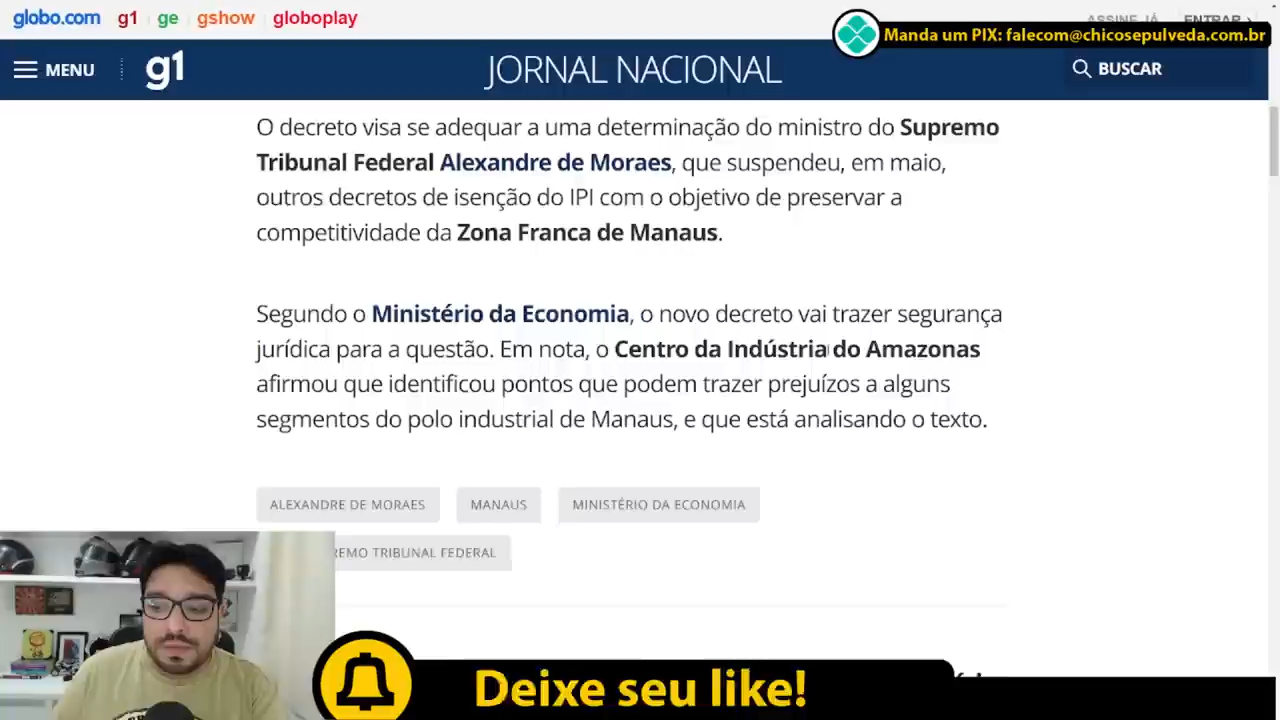 globo.com g1 ge gshow globoplay
ASSINE JÁ ENTRAR ›
Manda um PIX: falecom@chicosepulveda.com.br
MENU g1 JORNAL NACIONAL BUSCAR
O decreto visa se adequar a uma determinação do ministro do Supremo
Tribunal Federal Alexandre de Moraes, que suspendeu, em maio,
outros decretos de isenção do IPI com o objetivo de preservar a
competitividade da Zona Franca de Manaus.
Segundo o Ministério da Economia, o novo decreto vai trazer segurança
jurídica para a questão. Em nota, o Centro da Indústria do Amazonas
afirmou que identificou pontos que podem trazer prejuízos a alguns
segmentos do polo industrial de Manaus, e que está analisando o texto.
ALEXANDRE DE MORAES MANAUS MINISTÉRIO DA ECONOMIA
REMO TRIBUNAL FEDERAL
Deixe seu like!